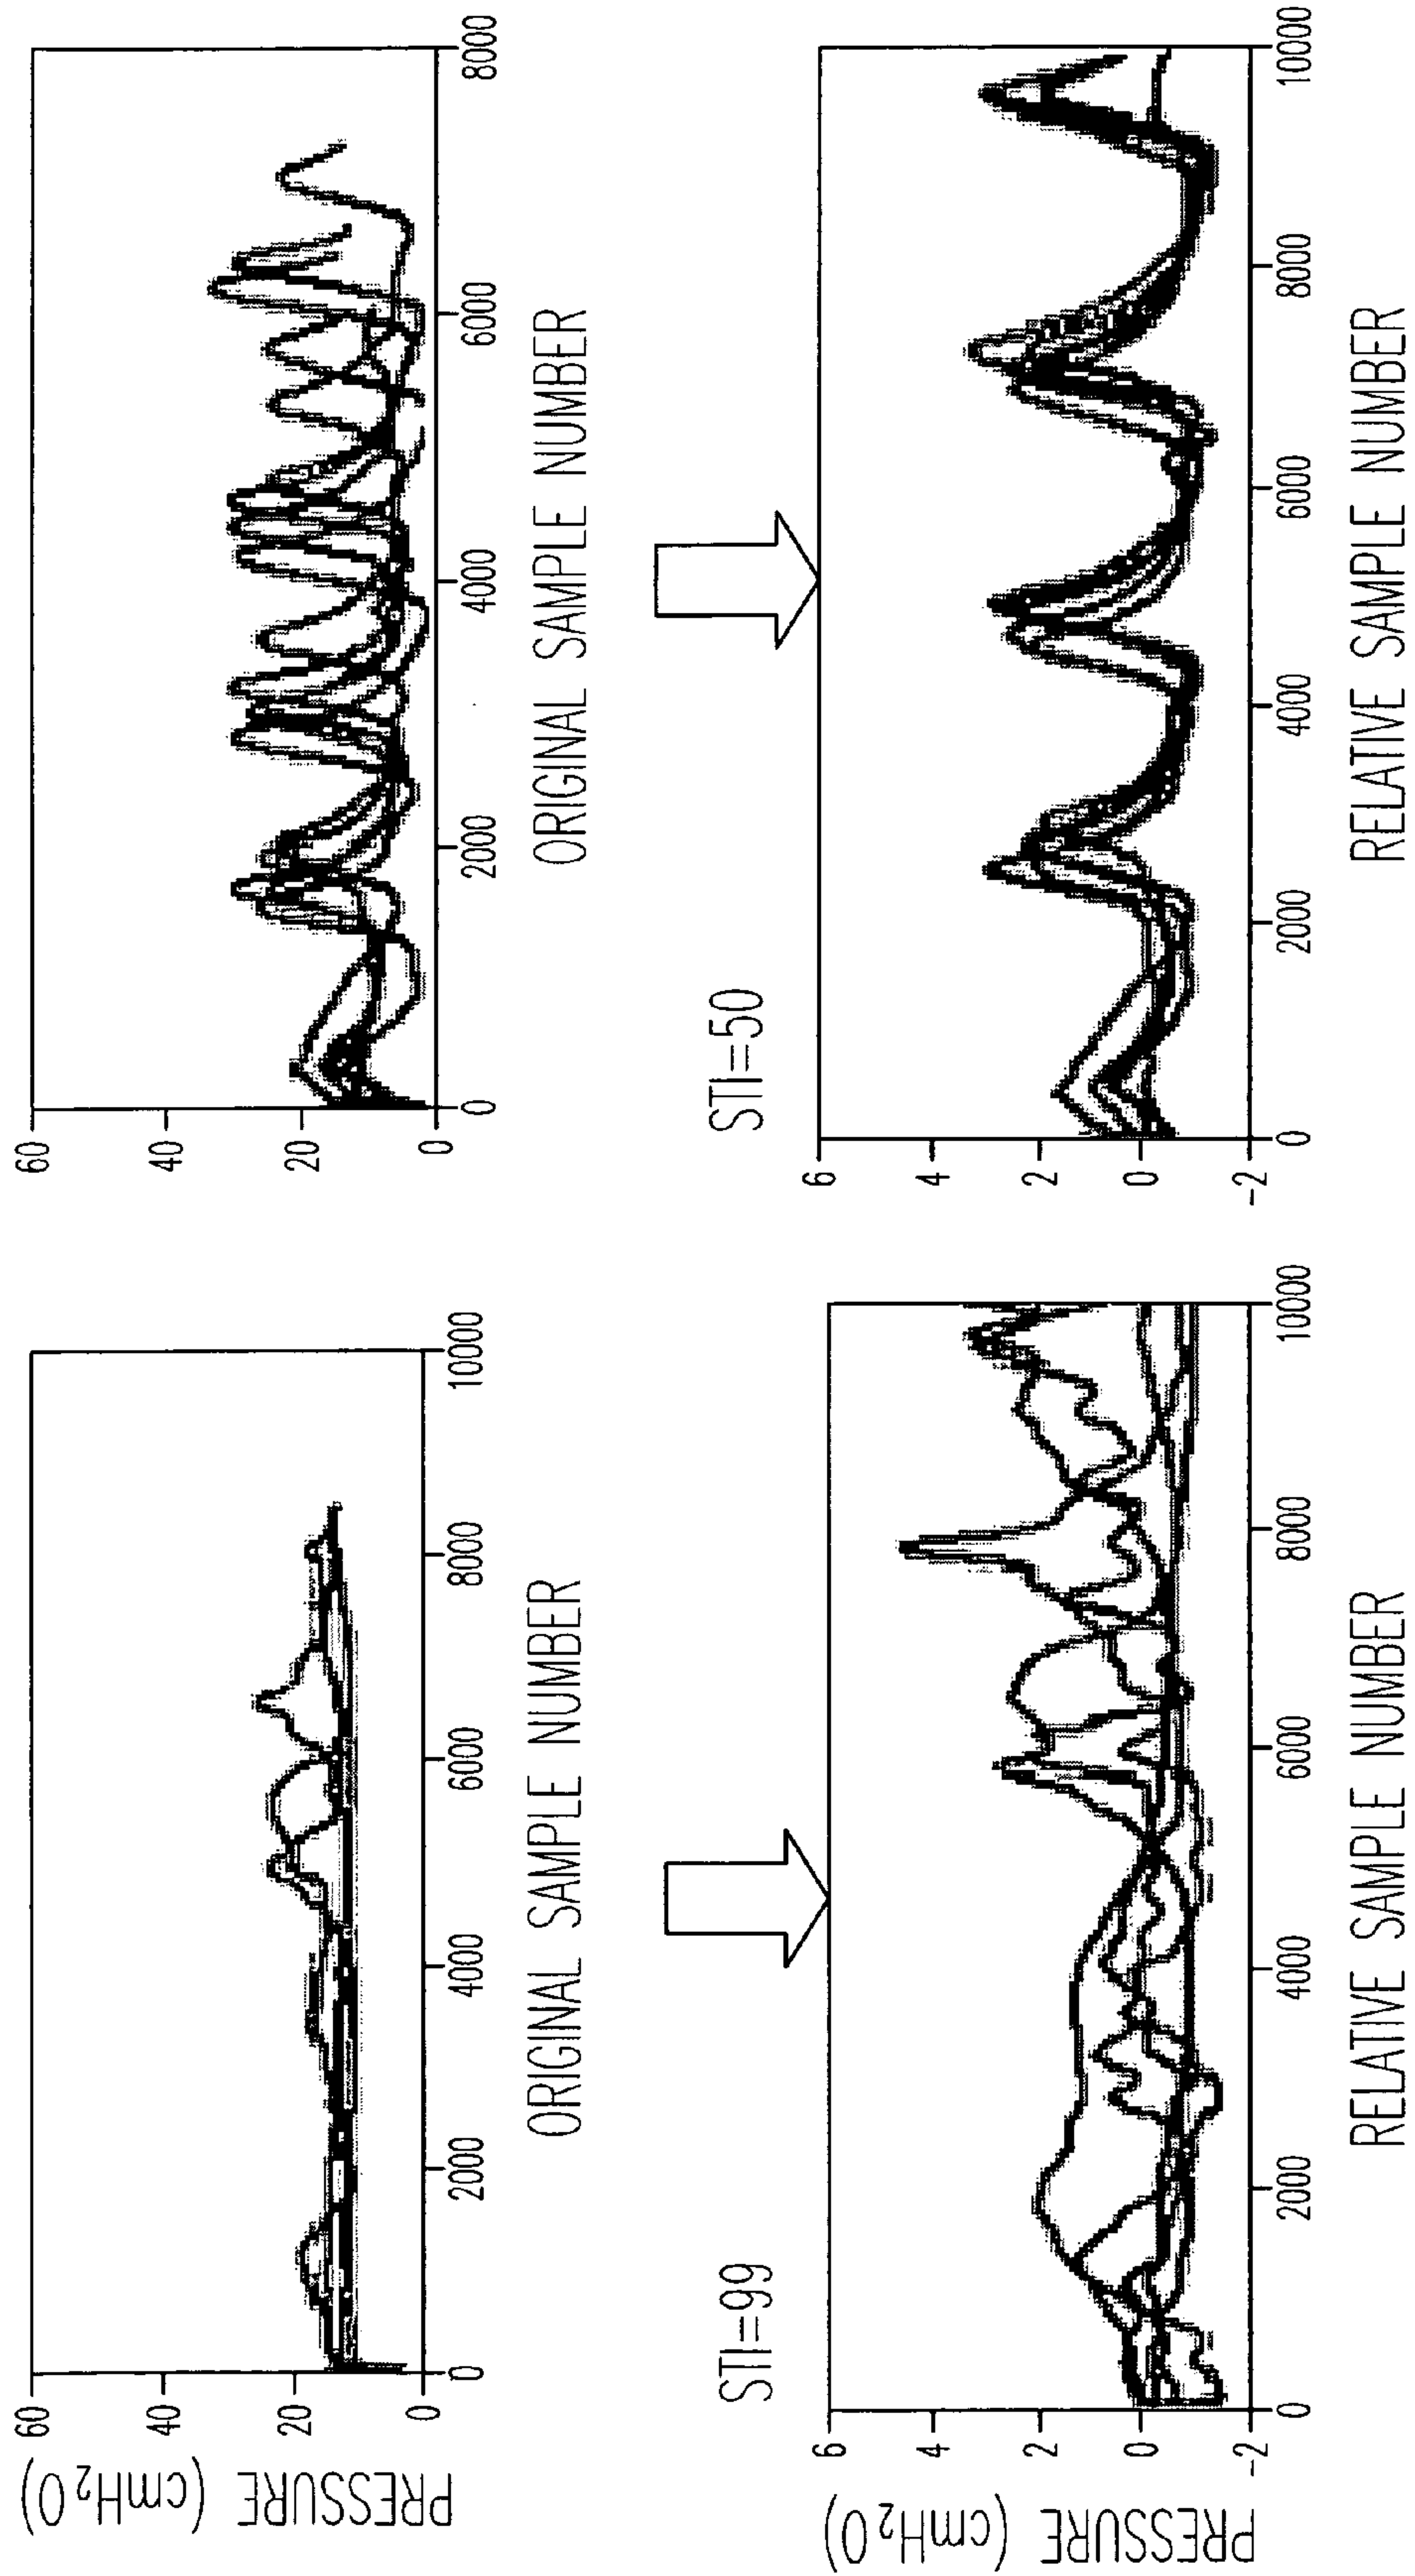 PRESSURE
(cmH₂O)
60
40
20
0
0 2000 4000 6000 8000 10000
ORIGINAL SAMPLE NUMBER
60
40
20
0
0 2000 4000 6000 8000
ORIGINAL SAMPLE NUMBER
STI=99
PRESSURE
(cmH₂O)
6
4
2
0
-2
0 2000 4000 6000 8000 10000
RELATIVE SAMPLE NUMBER
STI=50
6
4
2
0
-2
0 2000 4000 6000 8000 10000
RELATIVE SAMPLE NUMBER